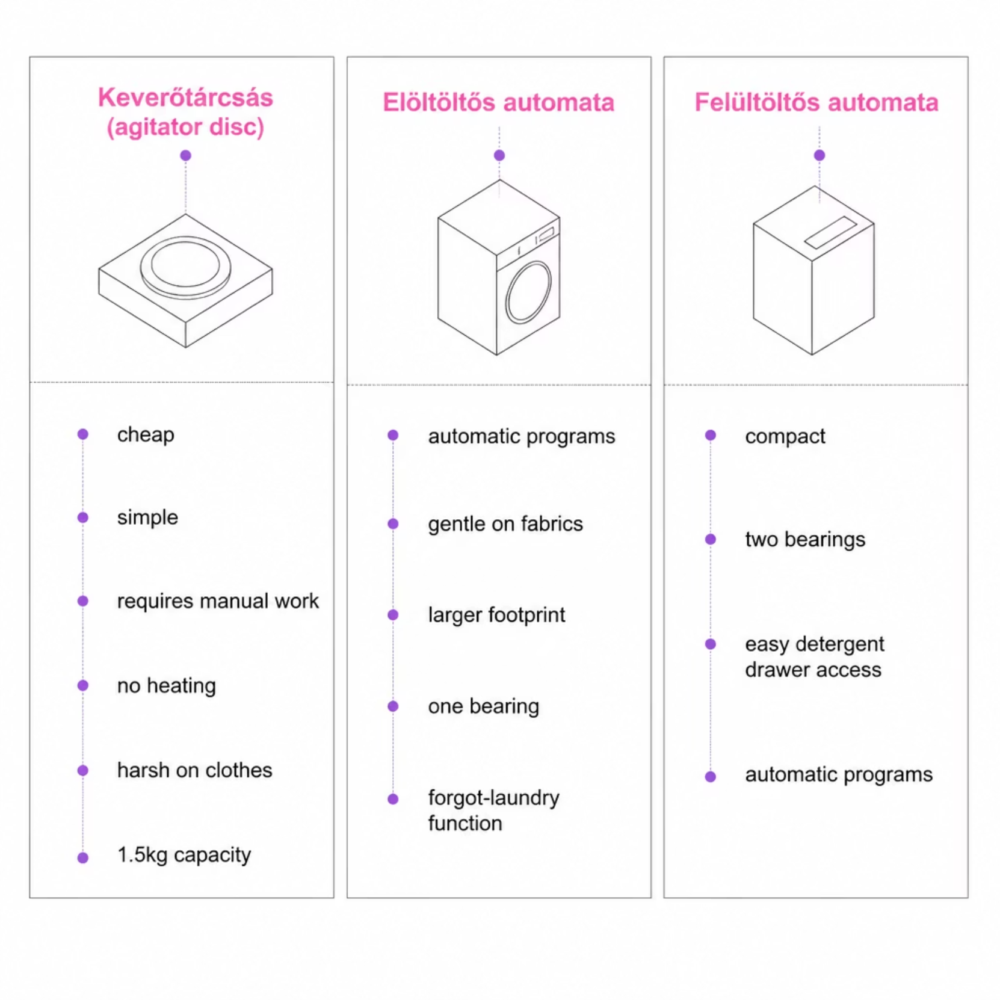 Keverőtárcsás
(agitator disc)
cheap
simple
requires manual work
no heating
harsh on clothes
1.5kg capacity
Elöltöltős automata
automatic programs
gentle on fabrics
larger footprint
one bearing
forgot-laundry
function
Felültöltős automata
compact
two bearings
easy detergent
drawer access
automatic programs